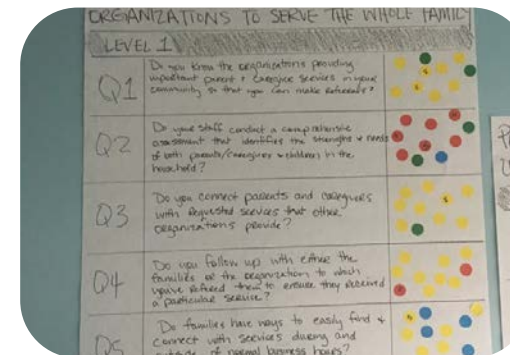 ORGANIZATIONS TO SERVE THE WHOLE FAMILY
LEVEL 1
Q1
Do you know the organizations providing
important parent & caregiver services in your
community so that you can make referrals?
Q2
Do your staff conduct a comprehensive
assessment that identifies the strengths & needs
of both parents/caregiver & children in the
household?
Q3
Do you connect parents and caregivers
with requested services that other
organizations provide?
Q4
Do you follow up with either the
families or the organization to which
you've refered them to ensure they received
a particular service?
Q5
Do families have ways to easily find &
connect with services during and
outside of normal business hours?